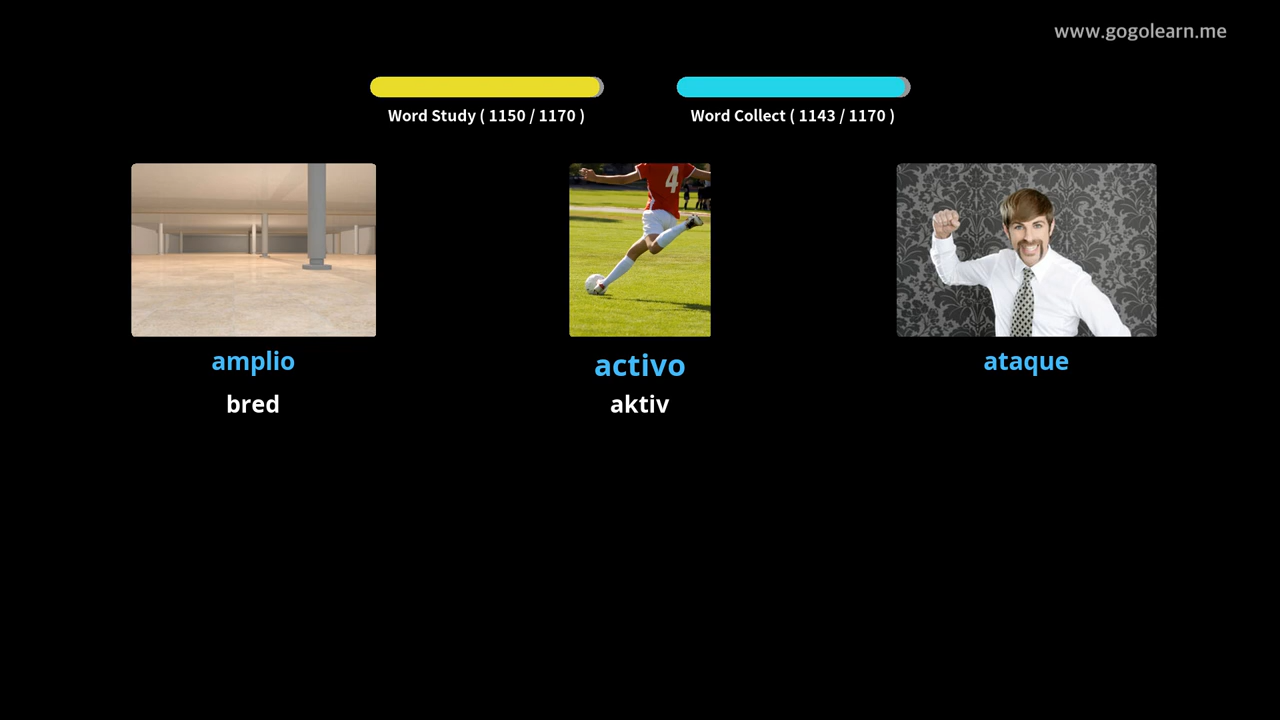 www.gogolearn.me
Word Study ( 1150 / 1170 )
Word Collect ( 1143 / 1170 )
4
amplio
activo
ataque
bred
aktiv